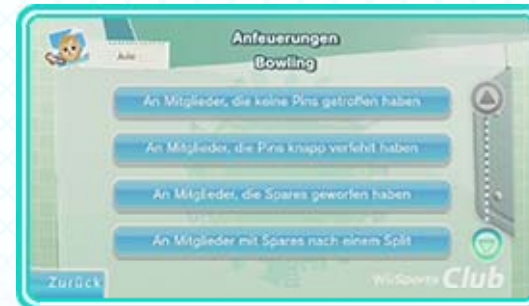 Anfeuerungen
Bowling
An Mitglieder, die keine Pins getroffen haben
An Mitglieder, die Pins knapp verfehlt haben
An Mitglieder, die Spares geworfen haben
An Mitglieder mit Spares nach einem Split
Zurück
Wii Sports Club